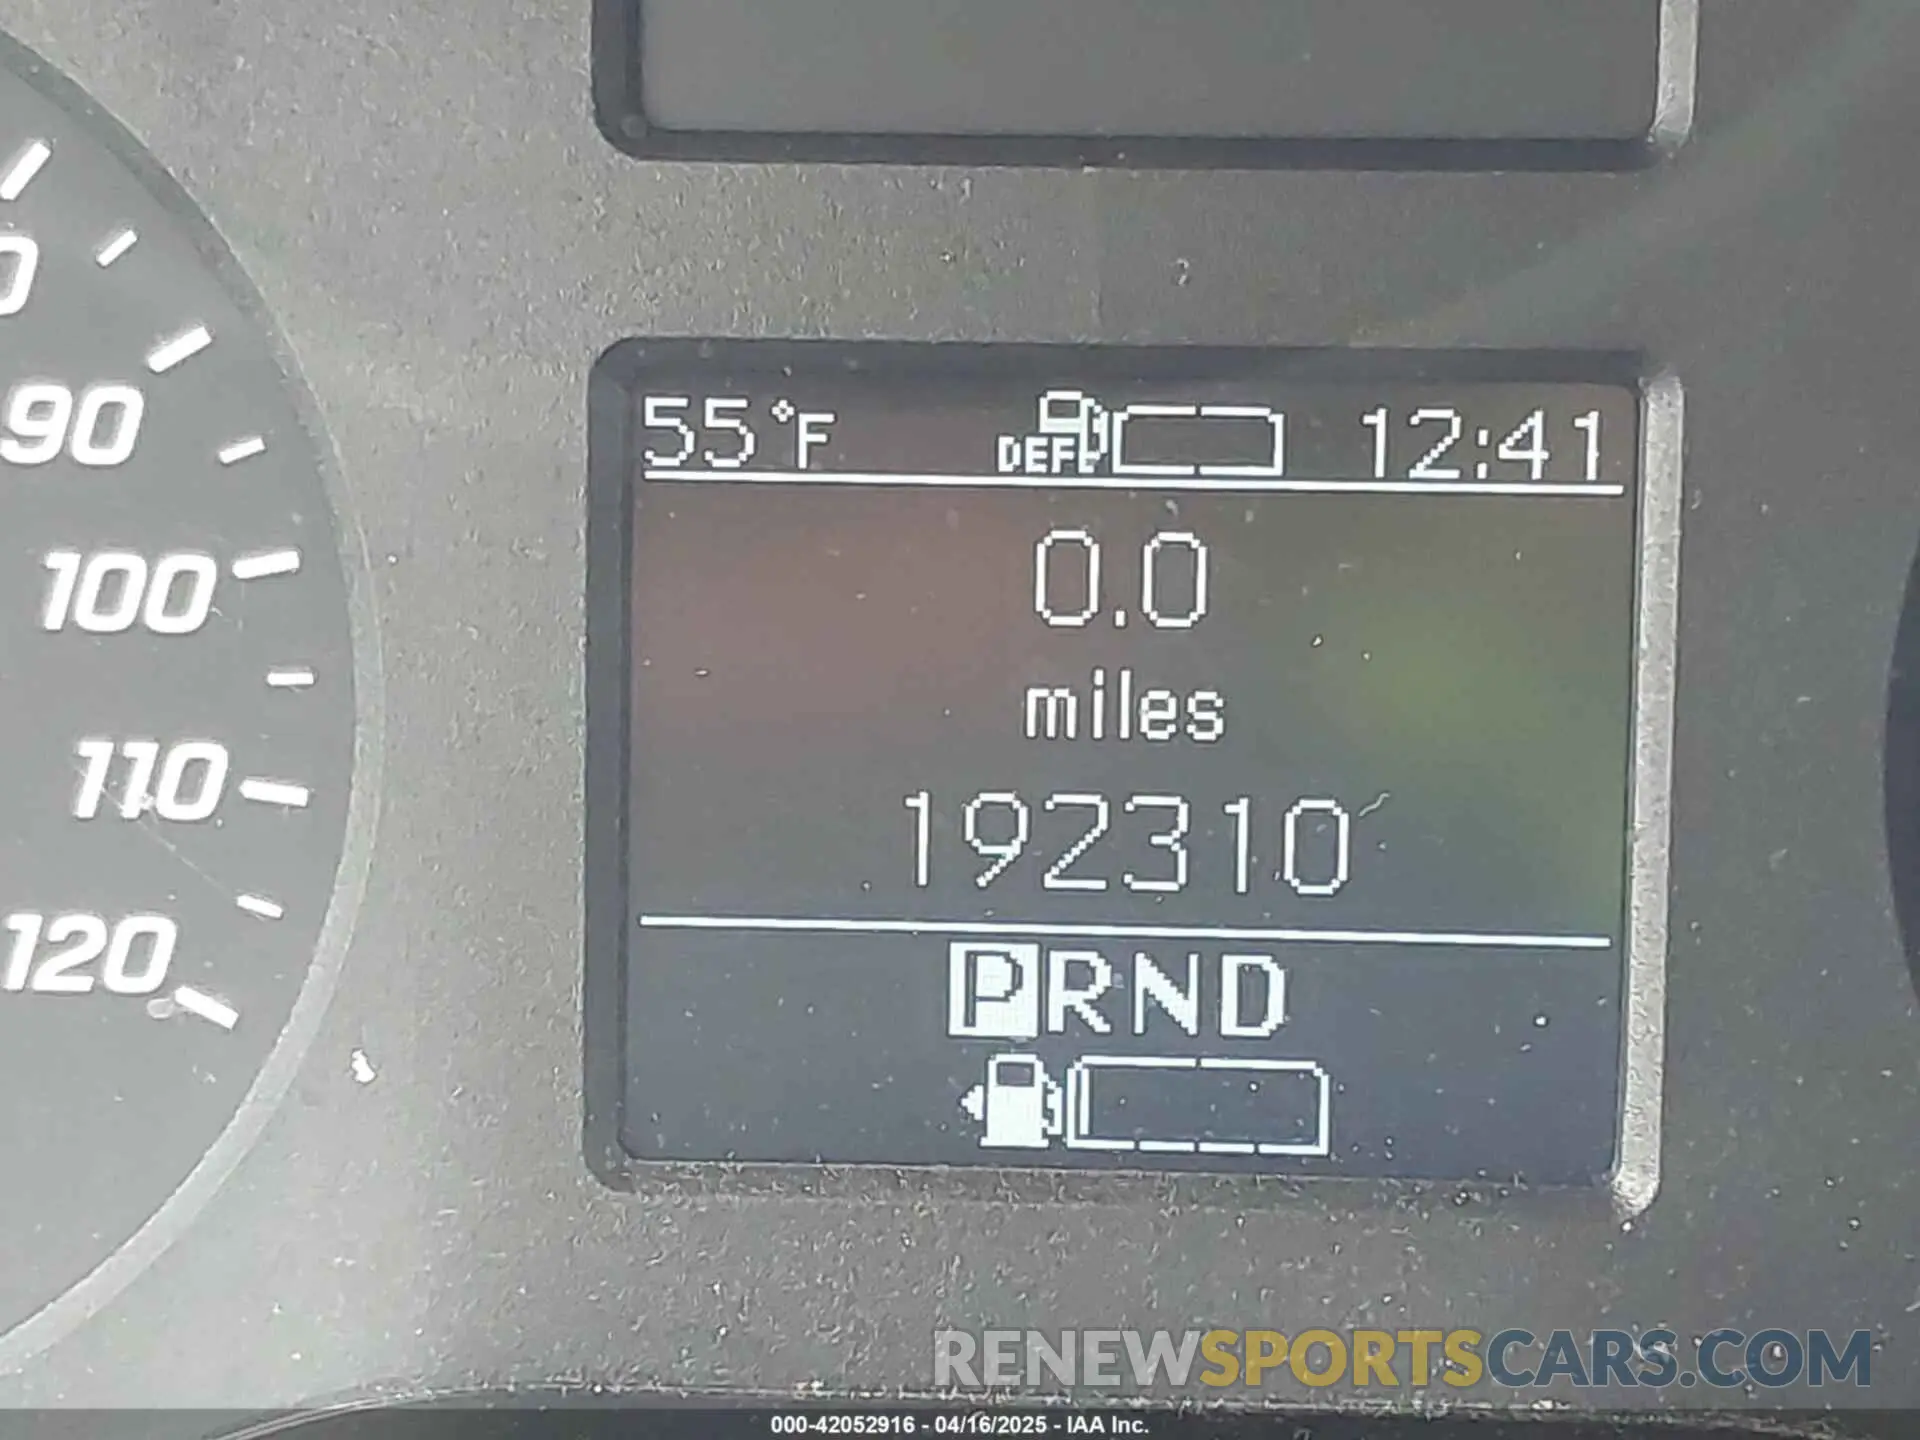 55°F DEF 12:41
0.0
miles
192310
PRND
90
100
110
120
RENEWSPORTSCARS.COM
000-42052916 - 04/16/2025 - IAA Inc.